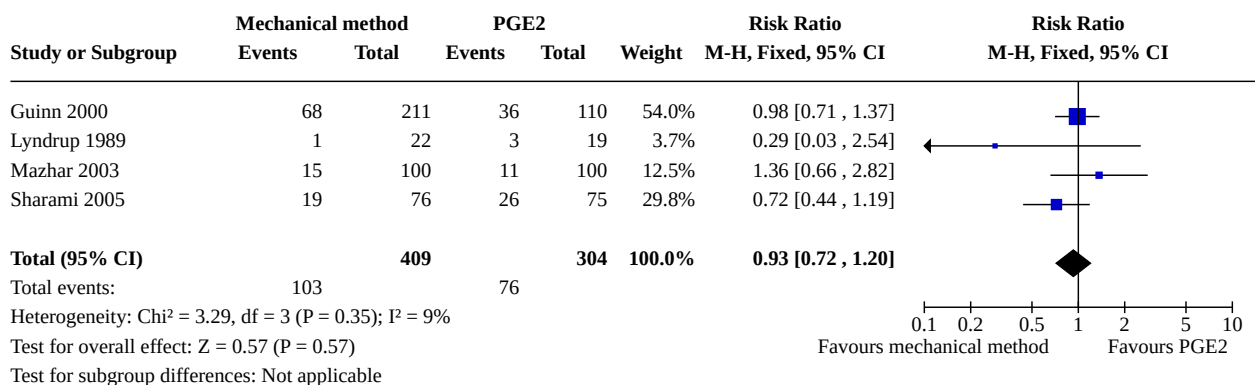 Mechanical method PGE2 Risk Ratio Risk Ratio
Study or Subgroup Events Total Events Total Weight M-H, Fixed, 95% CI M-H, Fixed, 95% CI
Guinn 2000 68 211 36 110 54.0% 0.98 [0.71 , 1.37]
Lyndrup 1989 1 22 3 19 3.7% 0.29 [0.03 , 2.54]
Mazhar 2003 15 100 11 100 12.5% 1.36 [0.66 , 2.82]
Sharami 2005 19 76 26 75 29.8% 0.72 [0.44 , 1.19]
Total (95% CI) 409 304 100.0% 0.93 [0.72 , 1.20]
Total events: 103 76
Heterogeneity: Chi² = 3.29, df = 3 (P = 0.35); I² = 9%
0.1 0.2 0.5 1 2 5 10
Test for overall effect: Z = 0.57 (P = 0.57) Favours mechanical method Favours PGE2
Test for subgroup differences: Not applicable